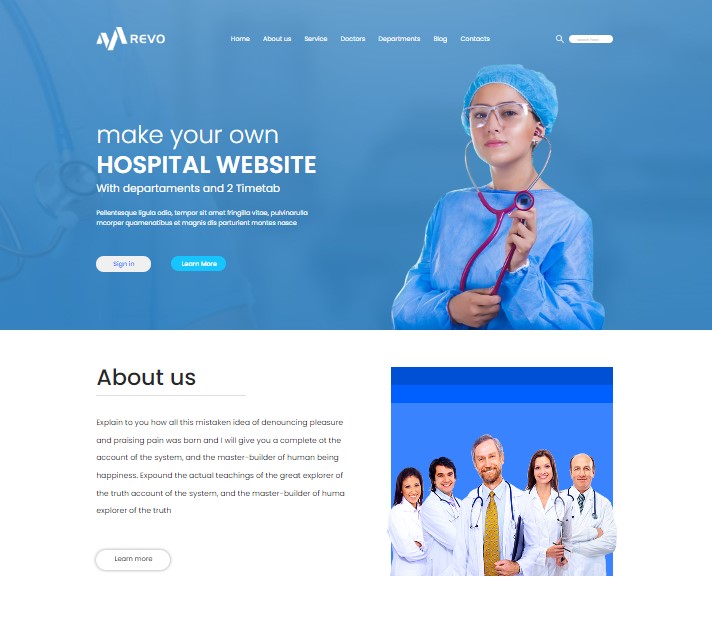 REVO
Home About us Service Doctors Departments Blog Contacts
make your own
HOSPITAL WEBSITE
With departaments and 2 Timetab
Pellentesque ligula odio, tempor sit amet fringilla vitae, pulvinarulla
mcorper quamenatibus et magnis dis parturient montes nasce
Sign in Learn More
About us
Explain to you how all this mistaken idea of denouncing pleasure
and praising pain was born and I will give you a complete ot the
account of the system, and the master-builder of human being
happiness. Expound the actual teachings of the great explorer of
the truth account of the system, and the master-builder of huma
explorer of the truth
Learn more